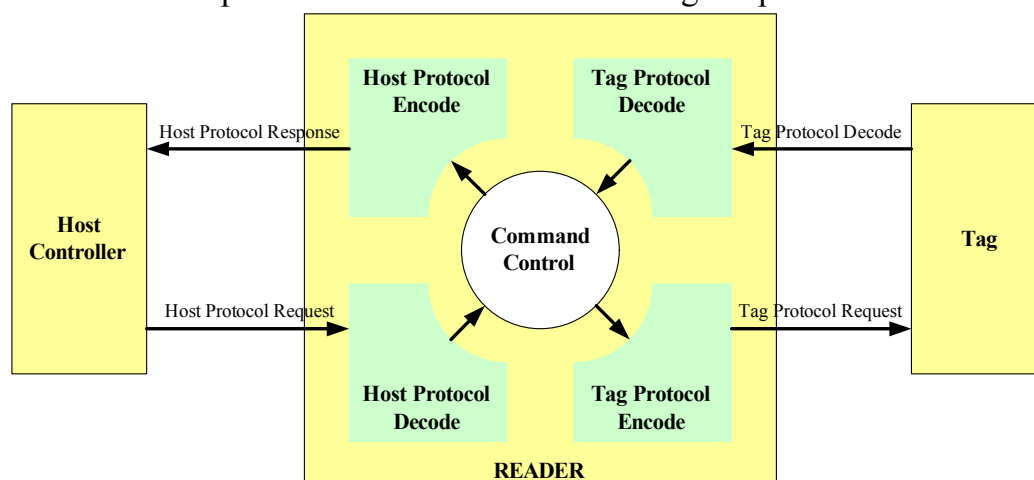 Host Protocol
Encode
Tag Protocol
Decode
Host Protocol Response
Tag Protocol Decode
Host
Controller
Command
Control
Tag
Host Protocol Request
Tag Protocol Request
Host Protocol
Decode
Tag Protocol
Encode
READER